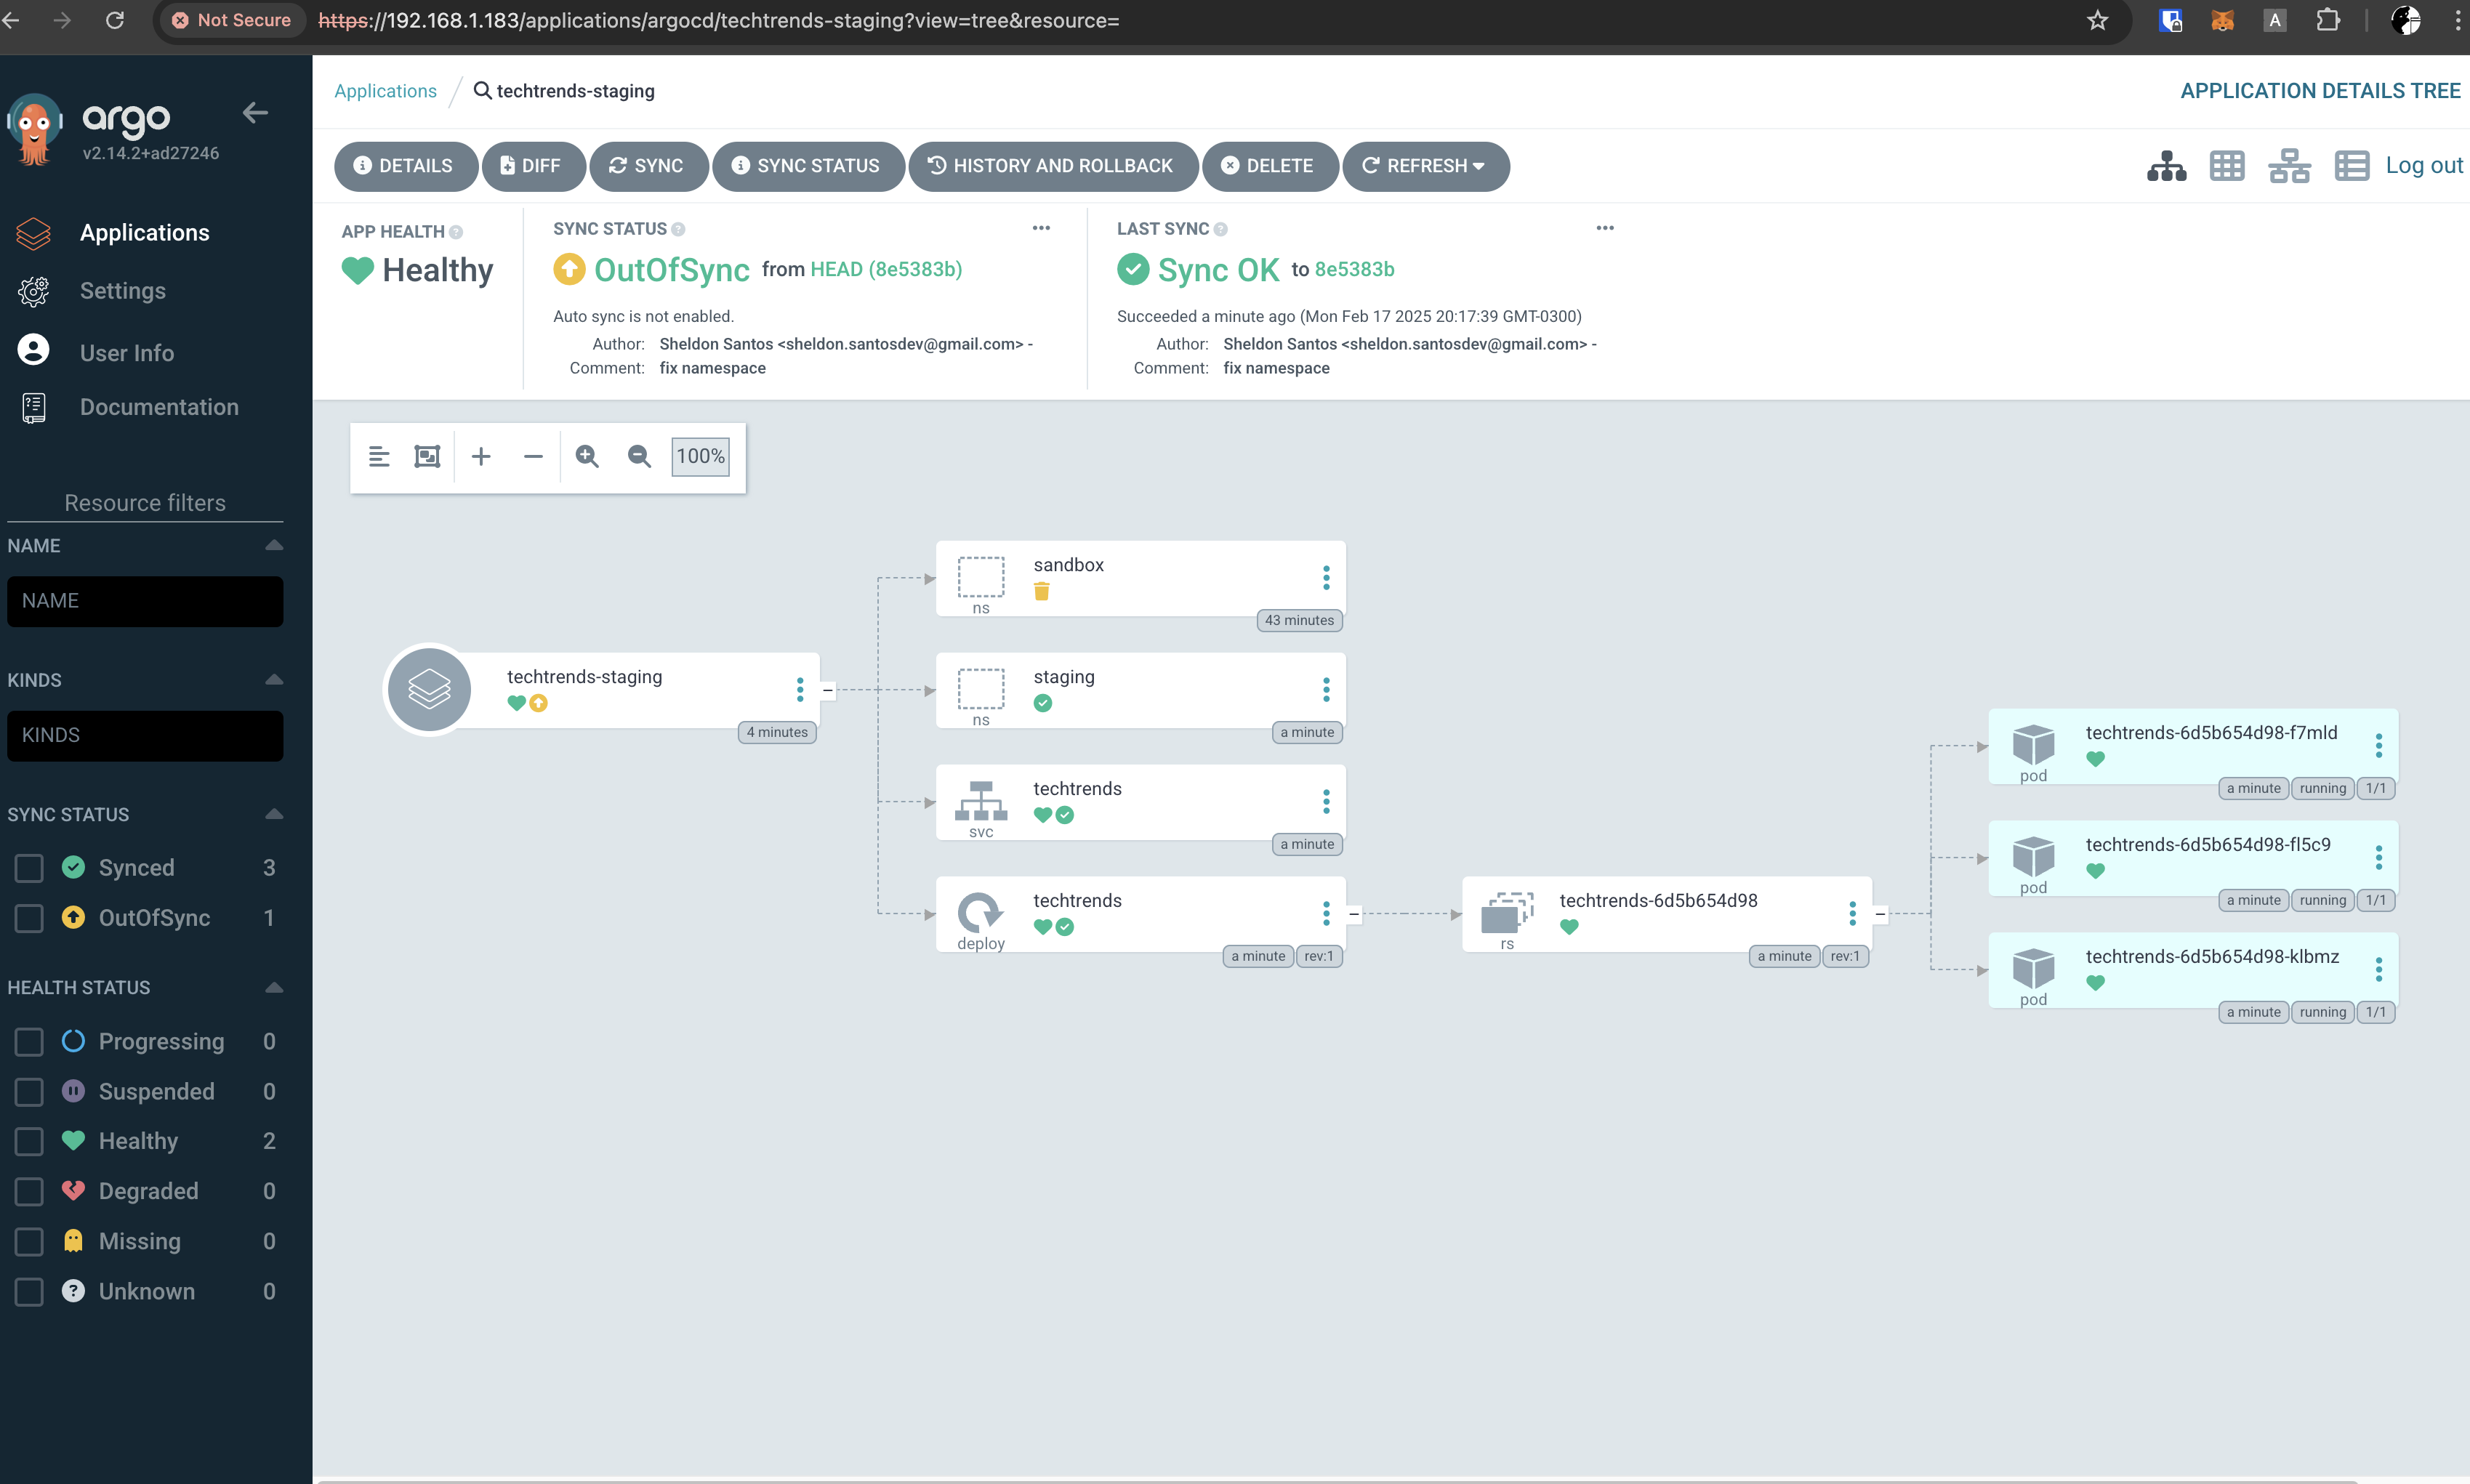 Not Secure
https://192.168.1.183/applications/argocd/techtrends-staging?view=tree&resource=
A
argo
v2.14.2+ad27246
Applications
Settings
User Info
Documentation
Resource filters
NAME
NAME
KINDS
KINDS
SYNC STATUS
Synced 3
OutOfSync 1
HEALTH STATUS
Progressing 0
Suspended 0
Healthy 2
Degraded 0
Missing 0
Unknown 0
Applications / techtrends-staging
APPLICATION DETAILS TREE
DETAILS DIFF SYNC SYNC STATUS HISTORY AND ROLLBACK DELETE REFRESH
Log out
APP HEALTH
Healthy
SYNC STATUS
OutOfSync from HEAD (8e5383b)
Auto sync is not enabled.
Author: Sheldon Santos <sheldon.santosdev@gmail.com> -
Comment: fix namespace
LAST SYNC
Sync OK to 8e5383b
Succeeded a minute ago (Mon Feb 17 2025 20:17:39 GMT-0300)
Author: Sheldon Santos <sheldon.santosdev@gmail.com> -
Comment: fix namespace
100%
techtrends-staging
4 minutes
sandbox
ns
43 minutes
staging
ns
a minute
techtrends
svc
a minute
techtrends
deploy
a minute rev:1
techtrends-6d5b654d98
rs
a minute rev:1
techtrends-6d5b654d98-f7mld
pod
a minute running 1/1
techtrends-6d5b654d98-fl5c9
pod
a minute running 1/1
techtrends-6d5b654d98-klbmz
pod
a minute running 1/1